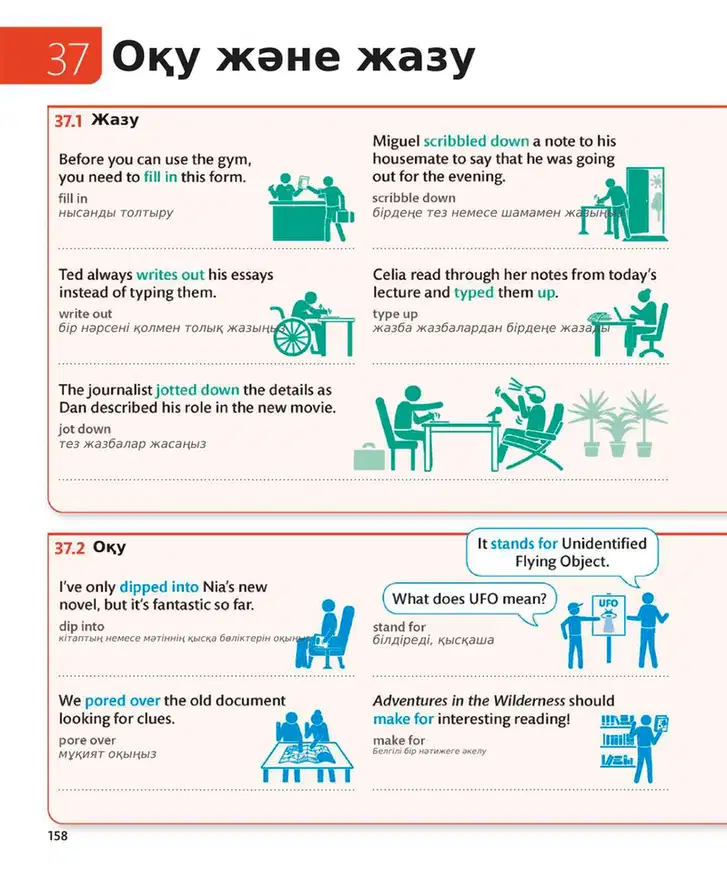 37 Оқу және жазу
37.1 Жазу
Before you can use the gym,
you need to fill in this form.
fill in
нысанды толтыру
Miguel scribbled down a note to his
housemate to say that he was going
out for the evening.
scribble down
бірдеңе тез немесе шамамен жазыңыз
Ted always writes out his essays
instead of typing them.
write out
бір нәрсені қолмен толық жазыңыз
Celia read through her notes from today's
lecture and typed them up.
type up
жазба жазбалардан бірдеңе жазады
The journalist jotted down the details as
Dan described his role in the new movie.
jot down
тез жазбалар жасаңыз
37.2 Оқу
It stands for Unidentified
Flying Object.
What does UFO mean?
UFO
I've only dipped into Nia's new
novel, but it's fantastic so far.
dip into
кітаптың немесе мәтіннің қысқа бөліктерін оқыңыз
stand for
білдіреді, қысқаша
We pored over the old document
looking for clues.
pore over
мұқият оқыңыз
Adventures in the Wilderness should
make for interesting reading!
make for
Белгілі бір нәтижеге әкелу
158